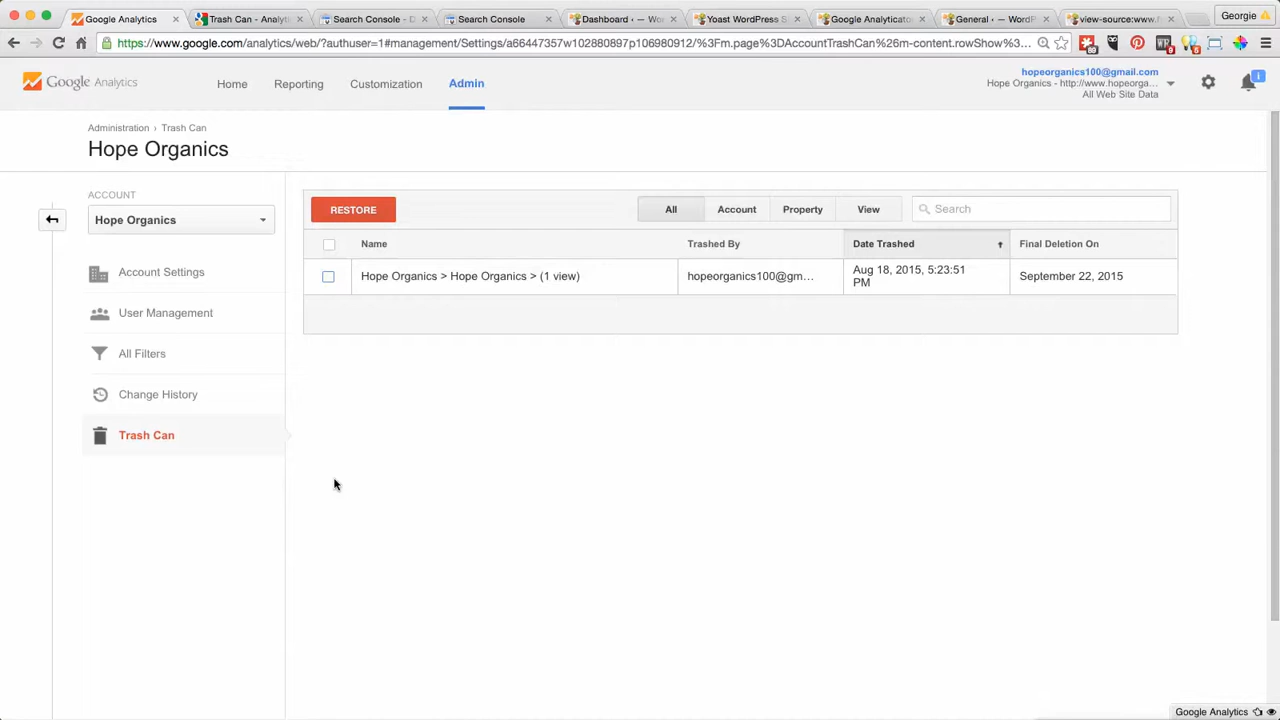 Google Analytics
Trash Can - Analyti
Search Console - D
Search Console
Dashboard · — Wo
Yoast WordPress S
Google Analyticator
General · — WordP
view-source:www.h
Georgie
https://www.google.com/analytics/web/?authuser=1#management/Settings/a66447357w102880897p106980912/%3Fm.page%3DAccountTrashCan%26m-content.rowShow%3...
Google Analytics
Home
Reporting
Customization
Admin
hopeorganics100@gmail.com
Hope Organics - http://www.hopeorga...
All Web Site Data
Administration › Trash Can
Hope Organics
ACCOUNT
Hope Organics
Account Settings
User Management
All Filters
Change History
Trash Can
RESTORE
All
Account
Property
View
Search
Name
Trashed By
Date Trashed
Final Deletion On
Hope Organics > Hope Organics > (1 view)
hopeorganics100@gm...
Aug 18, 2015, 5:23:51
PM
September 22, 2015
Google Analytics